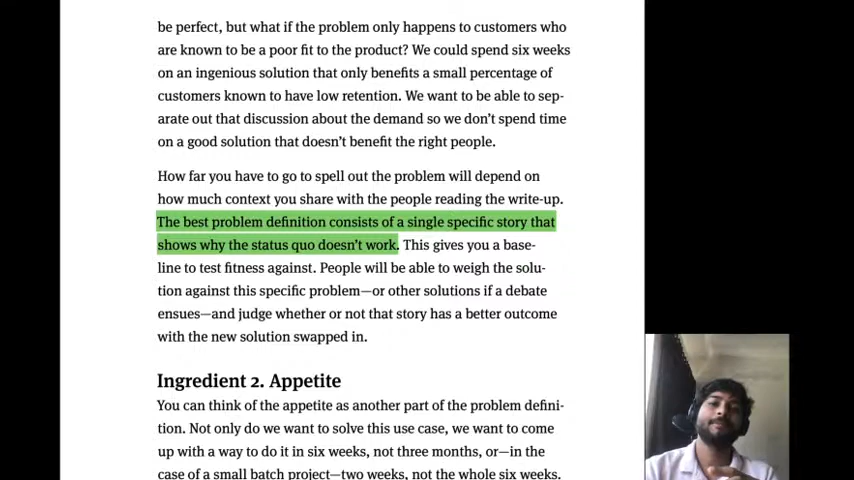 be perfect, but what if the problem only happens to customers who
are known to be a poor fit to the product? We could spend six weeks
on an ingenious solution that only benefits a small percentage of
customers known to have low retention. We want to be able to sep-
arate out that discussion about the demand so we don’t spend time
on a good solution that doesn’t benefit the right people.
How far you have to go to spell out the problem will depend on
how much context you share with the people reading the write-up.
The best problem definition consists of a single specific story that
shows why the status quo doesn’t work. This gives you a base-
line to test fitness against. People will be able to weigh the solu-
tion against this specific problem—or other solutions if a debate
ensues—and judge whether or not that story has a better outcome
with the new solution swapped in.
Ingredient 2. Appetite
You can think of the appetite as another part of the problem defini-
tion. Not only do we want to solve this use case, we want to come
up with a way to do it in six weeks, not three months, or—in the
case of a small batch project—two weeks, not the whole six weeks.